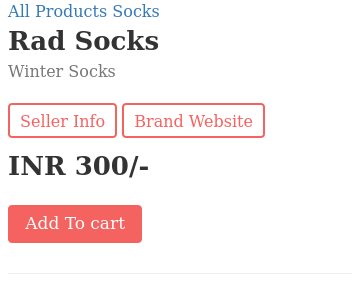 All Products Socks
Rad Socks
Winter Socks
Seller Info Brand Website
INR 300/-
Add To cart